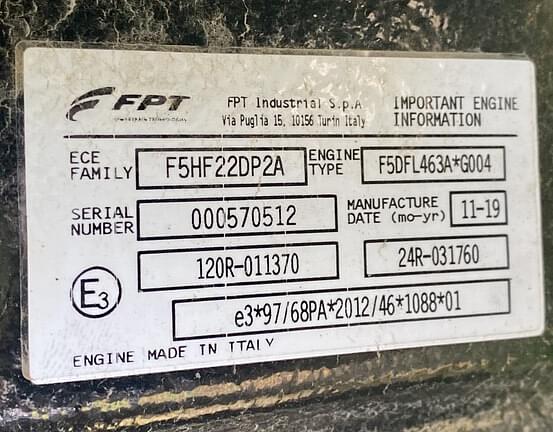 FPT
FPT Industrial S.p.A
Via Puglia 15, 10156 Turin Italy
IMPORTANT ENGINE
INFORMATION
ECE
FAMILY
F5HF22DP2A
ENGINE
TYPE
F5DFL463A*G004
SERIAL
NUMBER
000570512
MANUFACTURE
DATE (mo-yr)
11-19
120R-011370
24R-031760
E3
e3*97/68PA*2012/46*1088*01
ENGINE MADE IN ITALY